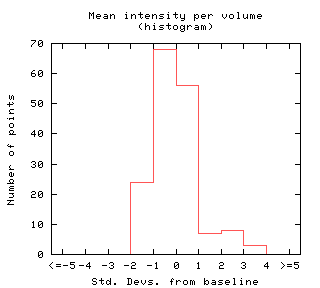 Mean intensity per volume
(histogram)
70
60
50
40
30
20
10
0
Number of points
<=-5 -4 -3 -2 -1 0 1 2 3 4 >=5
Std. Devs. from baseline